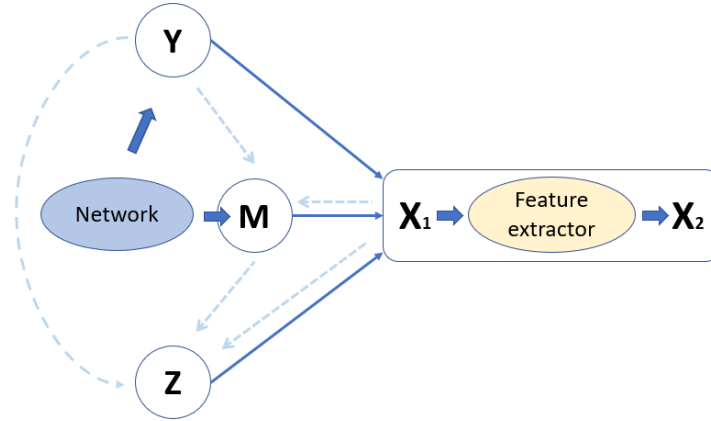 Y
Network
M
X₁
Feature
extractor
X₂
Z